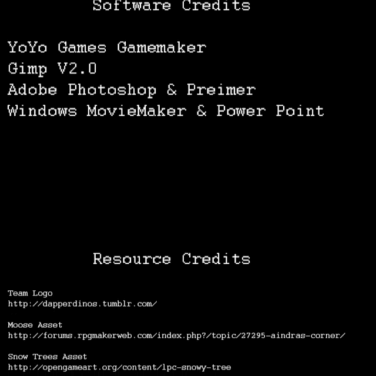 Software Credits
YoYo Games Gamemaker
Gimp V2.0
Adobe Photoshop & Preimer
Windows MovieMaker & Power Point
Resource Credits
Team Logo
http://dapperdinos.tumblr.com/
Moose Asset
http://forums.rpgmakerweb.com/index.php?/topic/27295-aindras-corner/
Snow Trees Asset
http://opengameart.org/content/lpc-snowy-tree